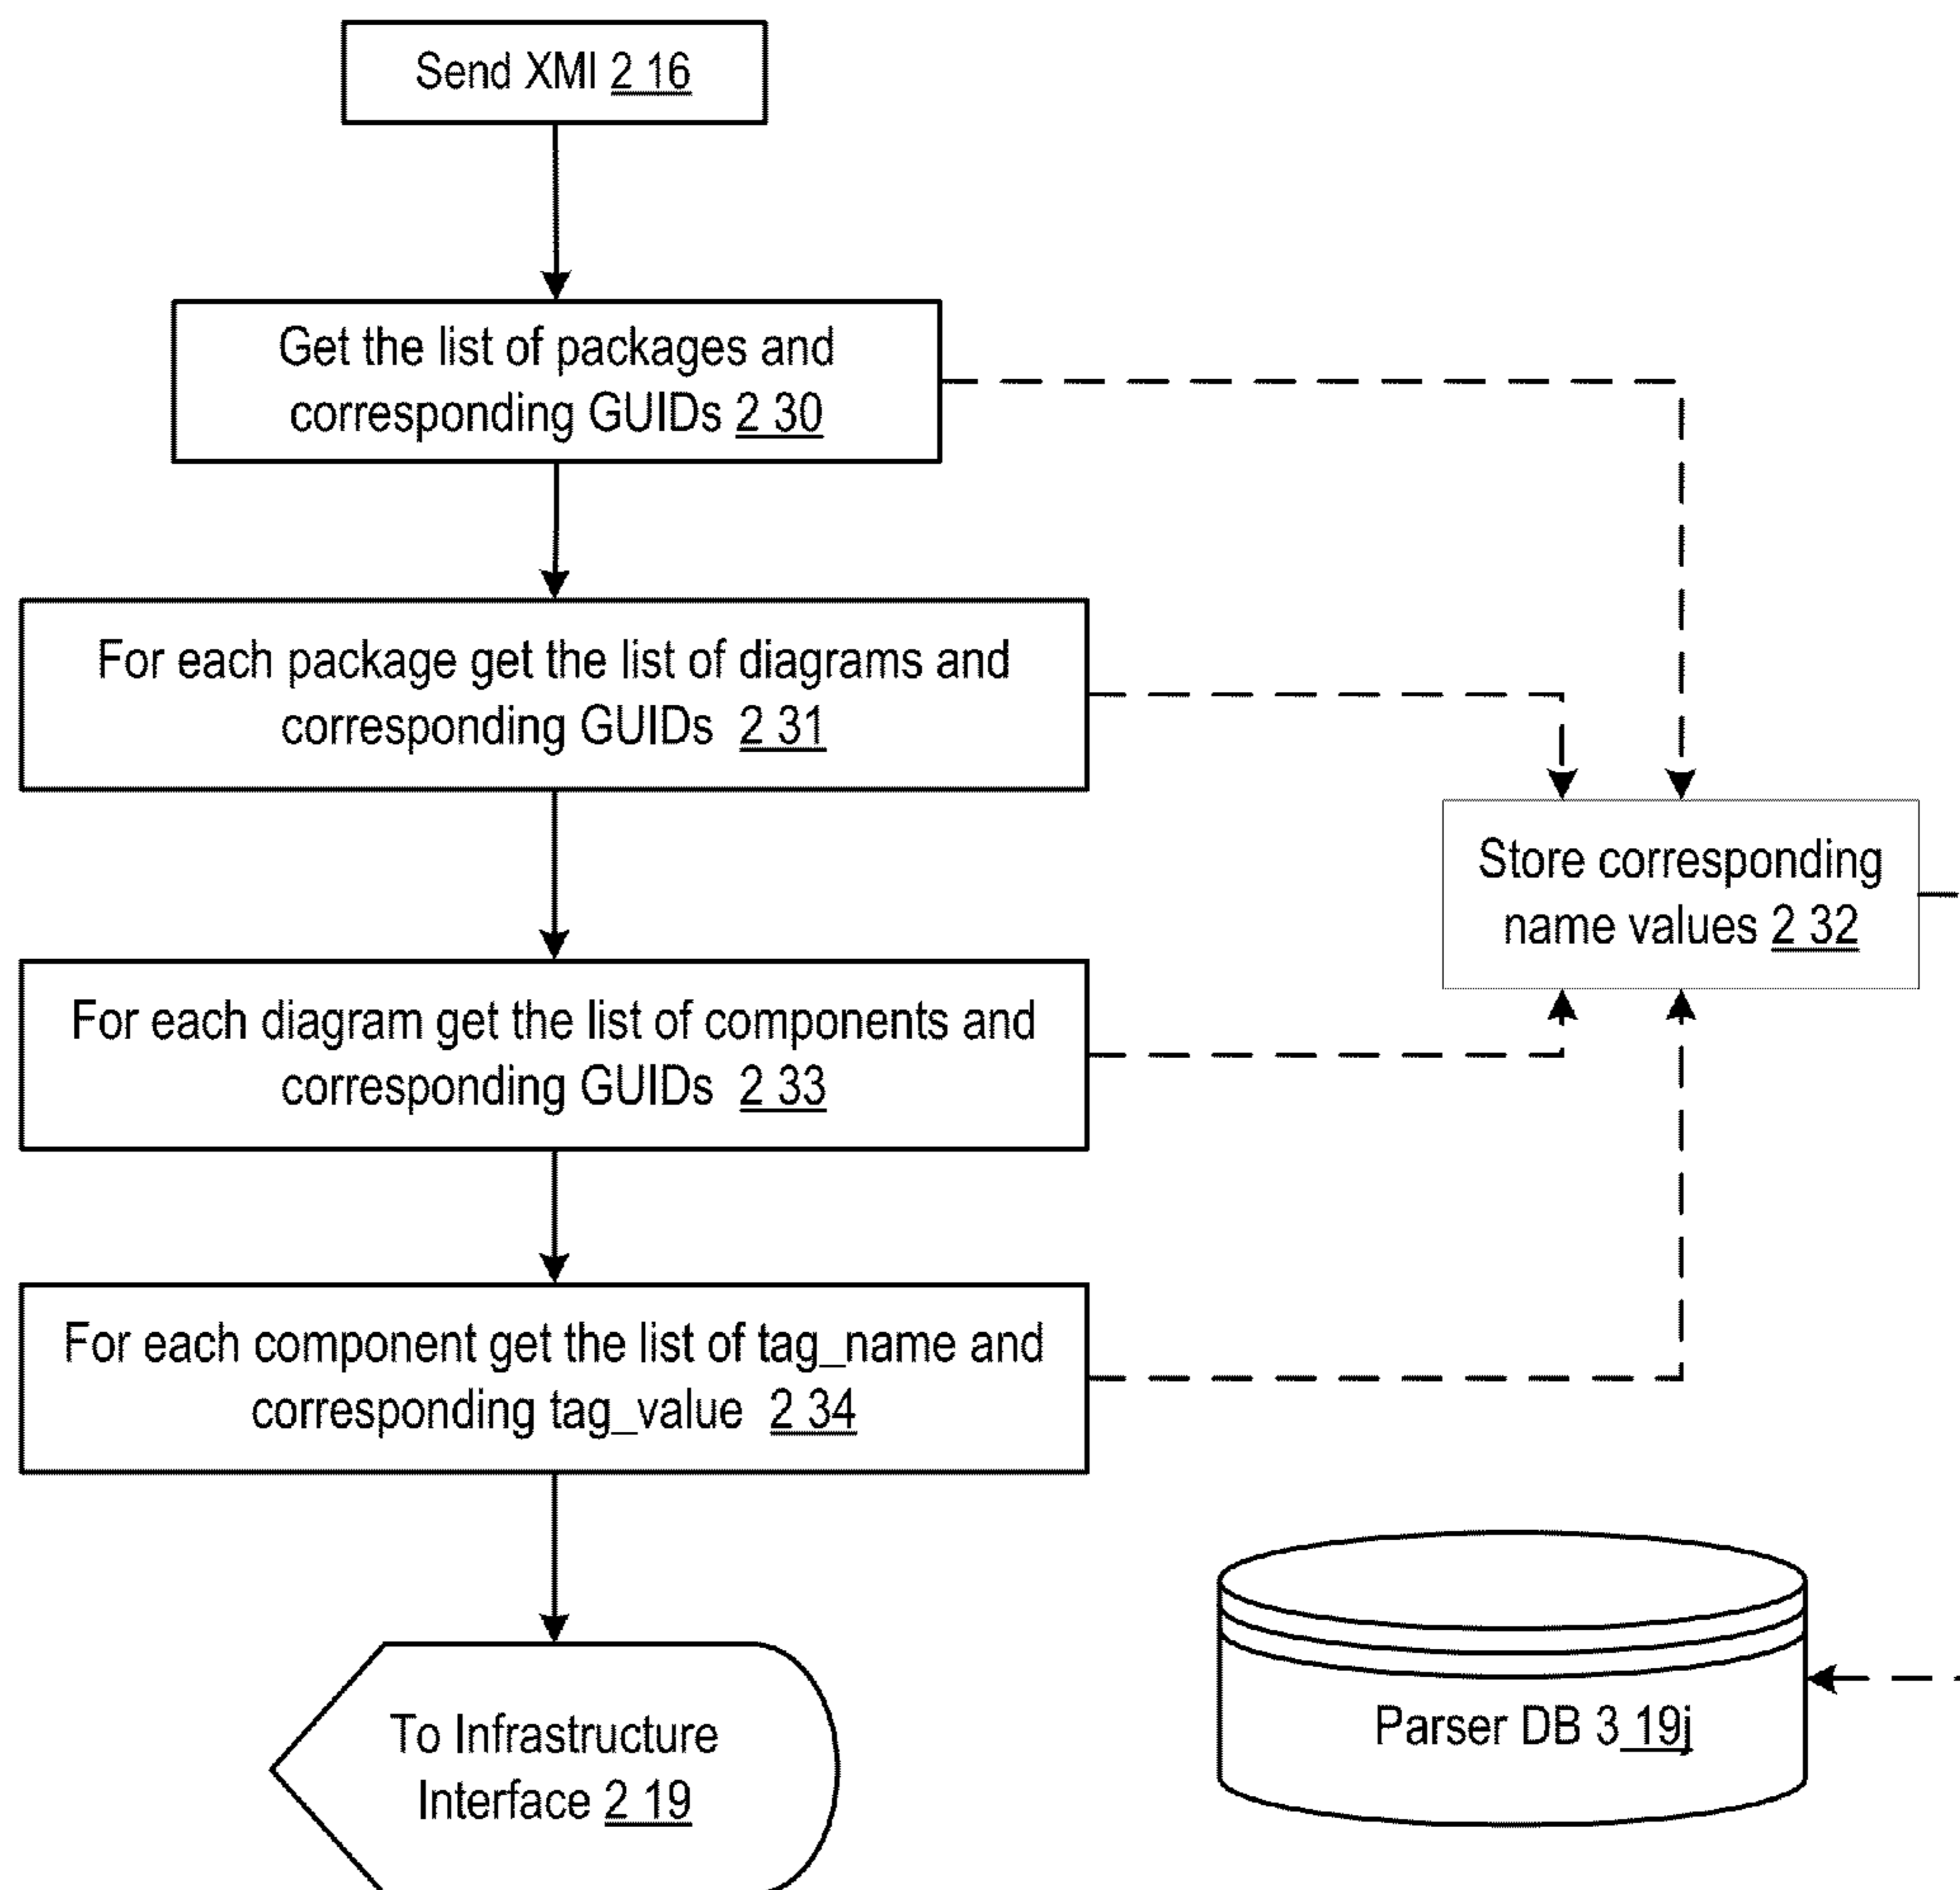 Send XMI 2 16
Get the list of packages and
corresponding GUIDs 2 30
For each package get the list of diagrams and
corresponding GUIDs 2 31
Store corresponding
name values 2 32
For each diagram get the list of components and
corresponding GUIDs 2 33
For each component get the list of tag_name and
corresponding tag_value 2 34
To Infrastructure
Interface 2 19
Parser DB 3 19j